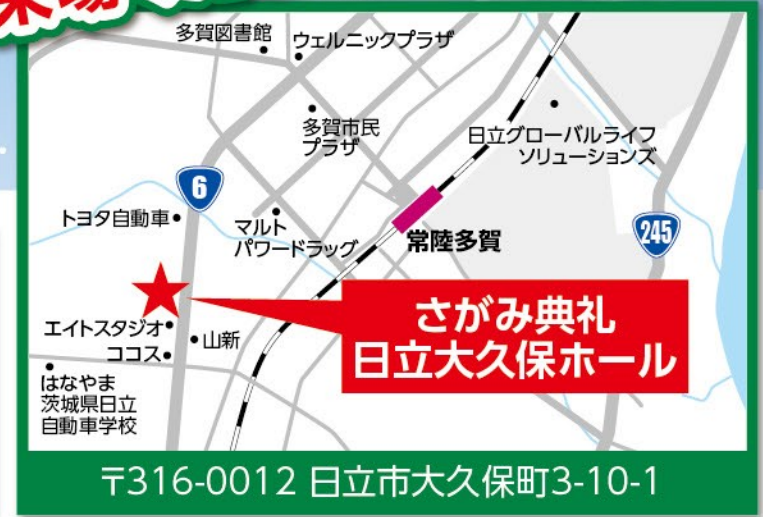 来場
多賀図書館
ウェルニックプラザ
多賀市民
プラザ
日立グローバルライフ
ソリューションズ
6
トヨタ自動車
マルト
パワードラッグ
常陸多賀
245
さがみ典礼
日立大久保ホール
エイトスタジオ
山新
ココス
はなやま
茨城県日立
自動車学校
〒316-0012 日立市大久保町3-10-1